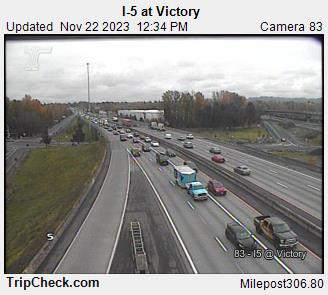 I-5 at Victory
Updated Nov 22 2023 12:34 PM Camera 83
S
83 - I5 @ Victory
TripCheck.com Milepost306.80